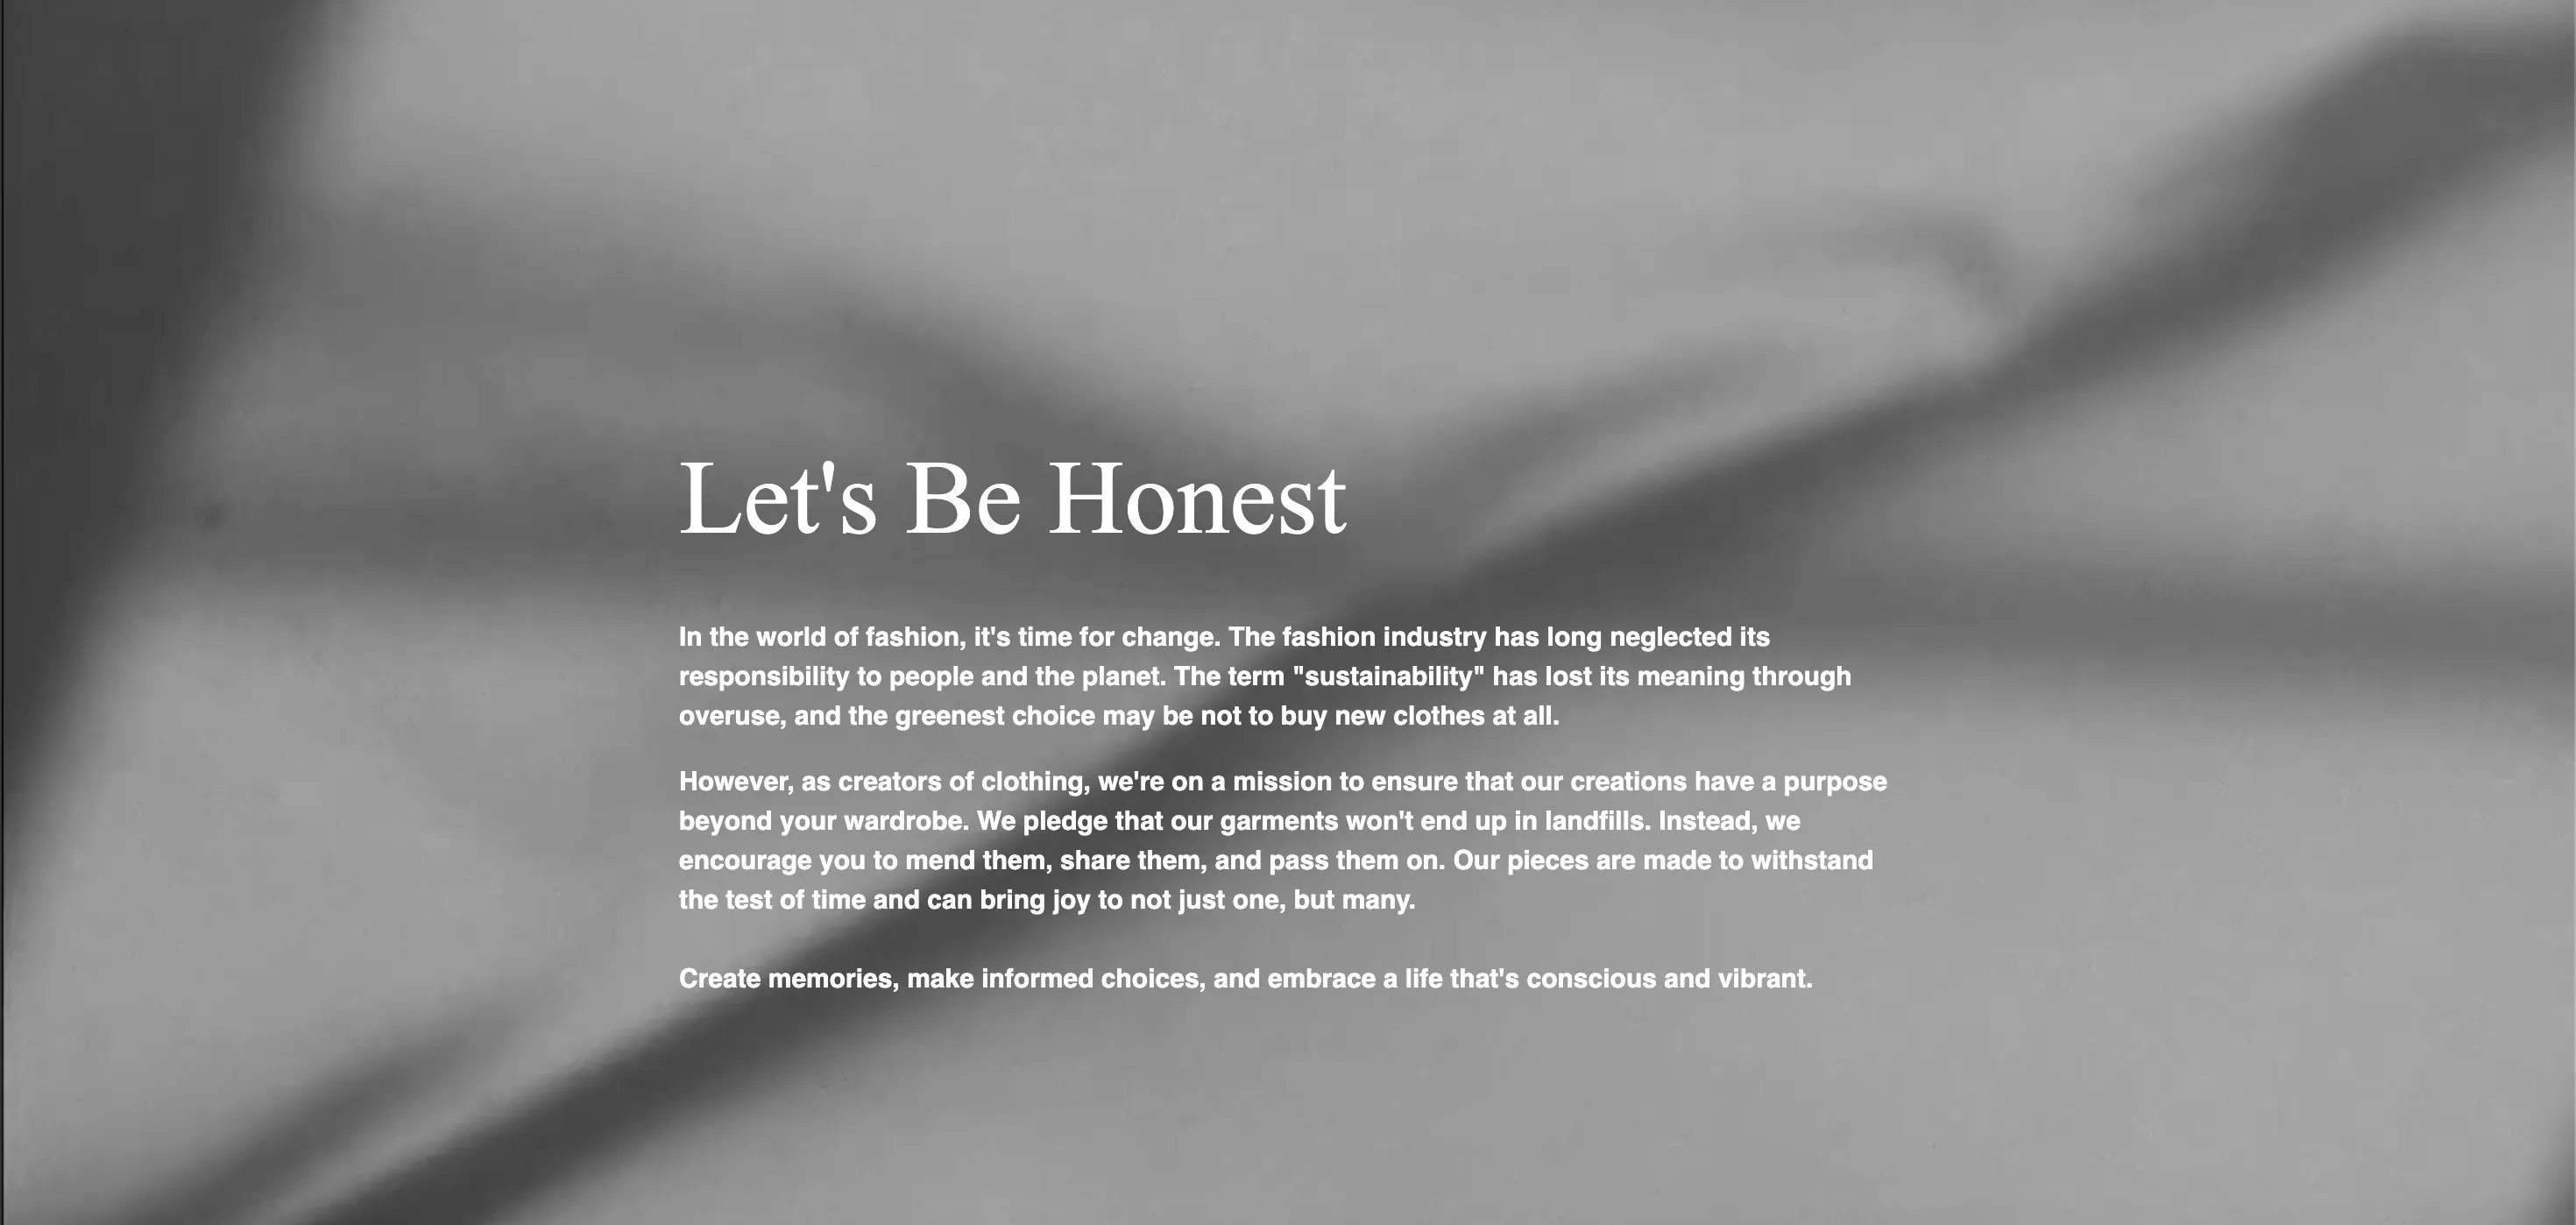 Let's Be Honest
In the world of fashion, it's time for change. The fashion industry has long neglected its
responsibility to people and the planet. The term "sustainability" has lost its meaning through
overuse, and the greenest choice may be not to buy new clothes at all.
However, as creators of clothing, we're on a mission to ensure that our creations have a purpose
beyond your wardrobe. We pledge that our garments won't end up in landfills. Instead, we
encourage you to mend them, share them, and pass them on. Our pieces are made to withstand
the test of time and can bring joy to not just one, but many.
Create memories, make informed choices, and embrace a life that's conscious and vibrant.